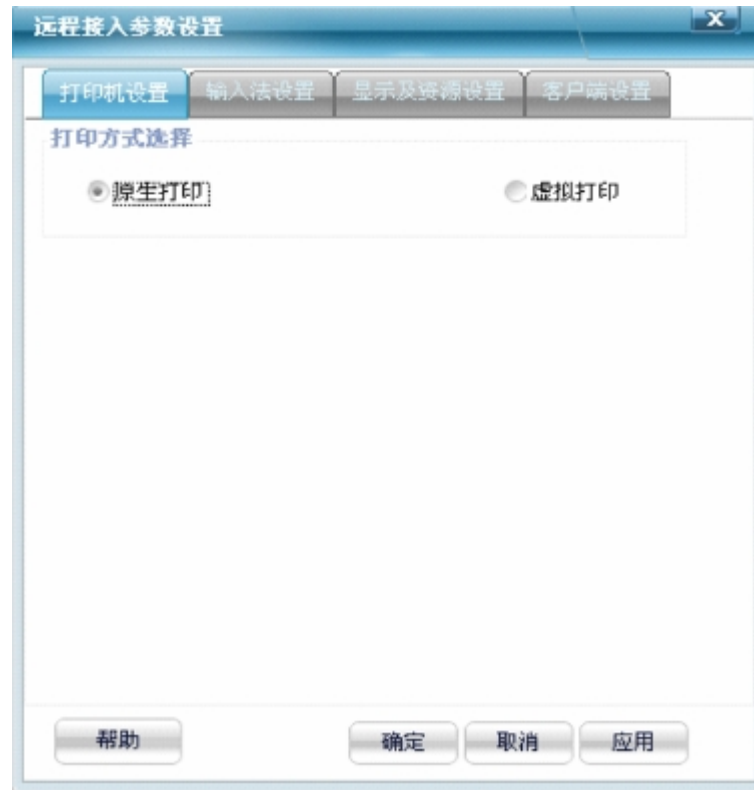 远程接入参数设置
X
打印机设置 输入法设置 显示及资源设置 客户端设置
打印方式选择
原生打印 虚拟打印
帮助 确定 取消 应用